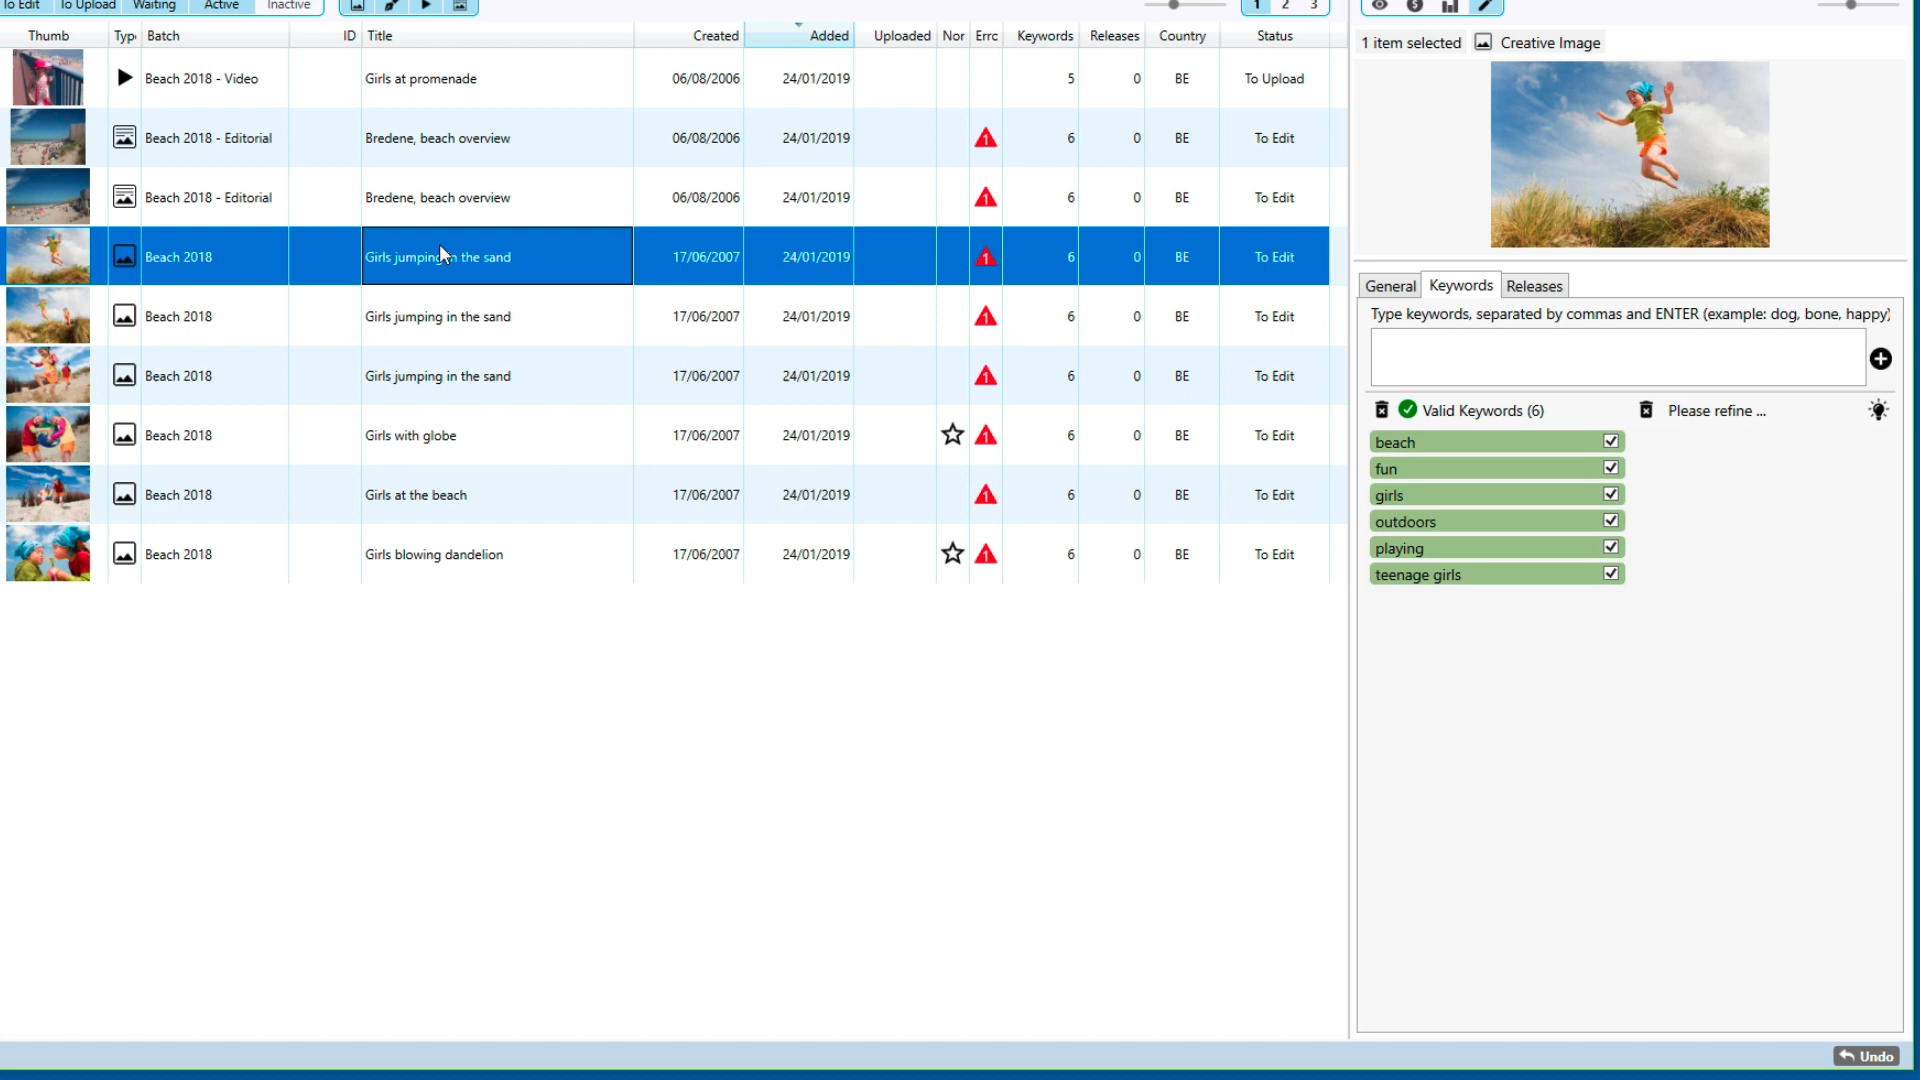 To Edit To Upload Waiting Active Inactive 1 2 3
Thumb Type Batch ID Title Created Added Uploaded Nor Errc Keywords Releases Country Status
Beach 2018 - Video Girls at promenade 06/08/2006 24/01/2019 5 0 BE To Upload
Beach 2018 - Editorial Bredene, beach overview 06/08/2006 24/01/2019 1 6 0 BE To Edit
Beach 2018 - Editorial Bredene, beach overview 06/08/2006 24/01/2019 1 6 0 BE To Edit
Beach 2018 Girls jumping in the sand 17/06/2007 24/01/2019 1 6 0 BE To Edit
Beach 2018 Girls jumping in the sand 17/06/2007 24/01/2019 1 6 0 BE To Edit
Beach 2018 Girls jumping in the sand 17/06/2007 24/01/2019 1 6 0 BE To Edit
Beach 2018 Girls with globe 17/06/2007 24/01/2019 1 6 0 BE To Edit
Beach 2018 Girls at the beach 17/06/2007 24/01/2019 1 6 0 BE To Edit
Beach 2018 Girls blowing dandelion 17/06/2007 24/01/2019 1 6 0 BE To Edit
1 item selected Creative Image
General Keywords Releases
Type keywords, separated by commas and ENTER (example: dog, bone, happy)
Valid Keywords (6) Please refine ...
beach
fun
girls
outdoors
playing
teenage girls
Undo